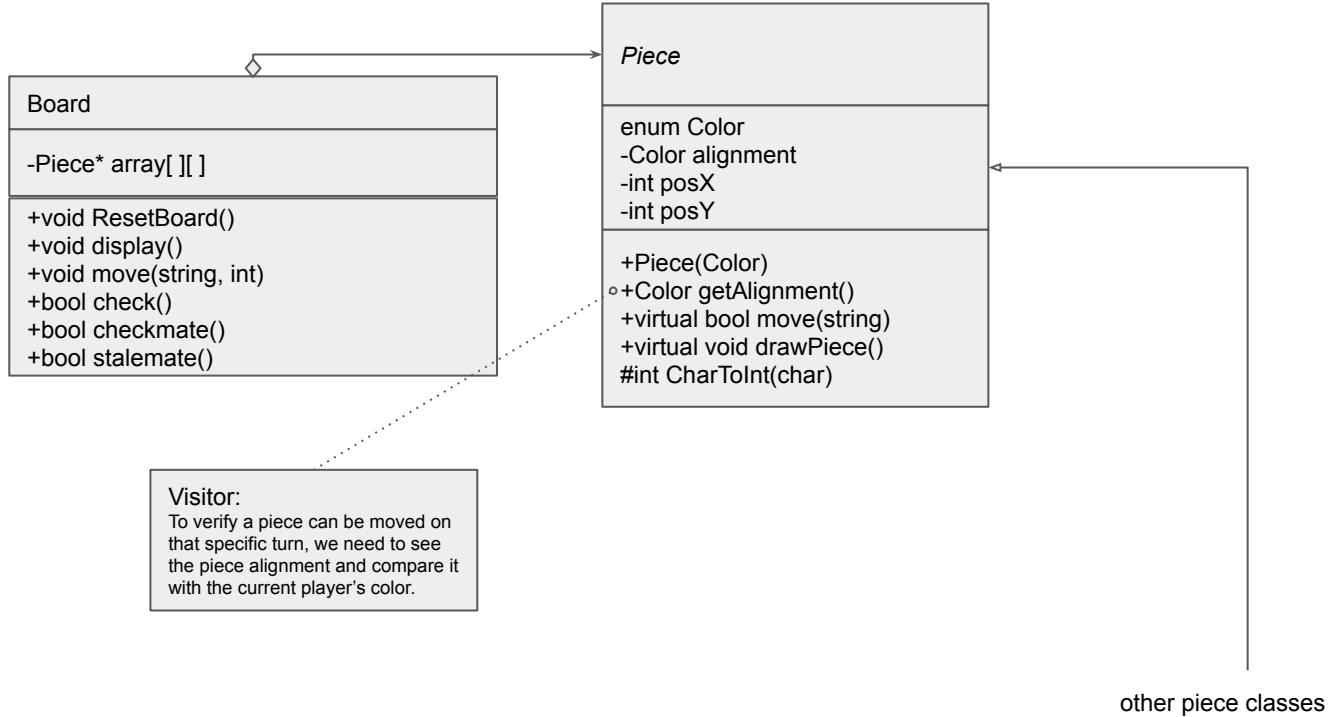 Piece
enum Color
-Color alignment
-int posX
-int posY
+Piece(Color)
+Color getAlignment()
+virtual bool move(string)
+virtual void drawPiece()
#int CharToInt(char)
Board
-Piece* array[ ][ ]
+void ResetBoard()
+void display()
+void move(string, int)
+bool check()
+bool checkmate()
+bool stalemate()
Visitor:
To verify a piece can be moved on
that specific turn, we need to see
the piece alignment and compare it
with the current player’s color.
other piece classes